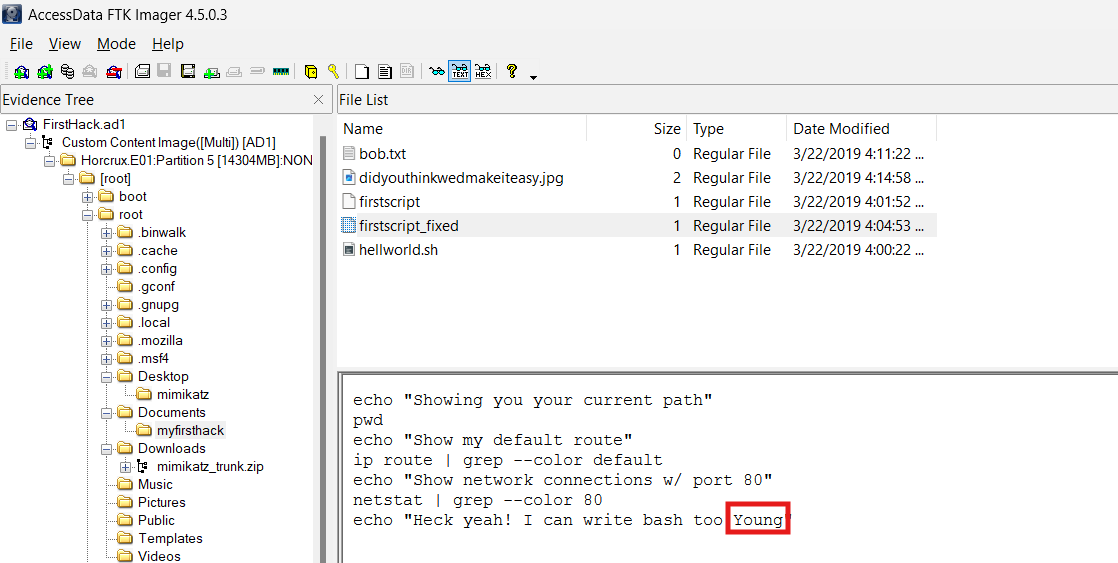 AccessData FTK Imager 4.5.0.3
File View Mode Help
Evidence Tree
FirstHack.ad1
Custom Content Image([Multi]) [AD1]
Horcrux.E01:Partition 5 [14304MB]:NON
[root]
boot
root
.binwalk
.cache
.config
.gconf
.gnupg
.local
.mozilla
.msf4
Desktop
mimikatz
Documents
myfirsthack
Downloads
mimikatz_trunk.zip
Music
Pictures
Public
Templates
Videos
File List
Name Size Type Date Modified
bob.txt 0 Regular File 3/22/2019 4:11:22 ...
didyouthinkwedmakeiteasy.jpg 2 Regular File 3/22/2019 4:14:58 ...
firstscript 1 Regular File 3/22/2019 4:01:52 ...
firstscript_fixed 1 Regular File 3/22/2019 4:04:53 ...
hellworld.sh 1 Regular File 3/22/2019 4:00:22 ...
echo "Showing you your current path"
pwd
echo "Show my default route"
ip route | grep --color default
echo "Show network connections w/ port 80"
netstat | grep --color 80
echo "Heck yeah! I can write bash too Young"